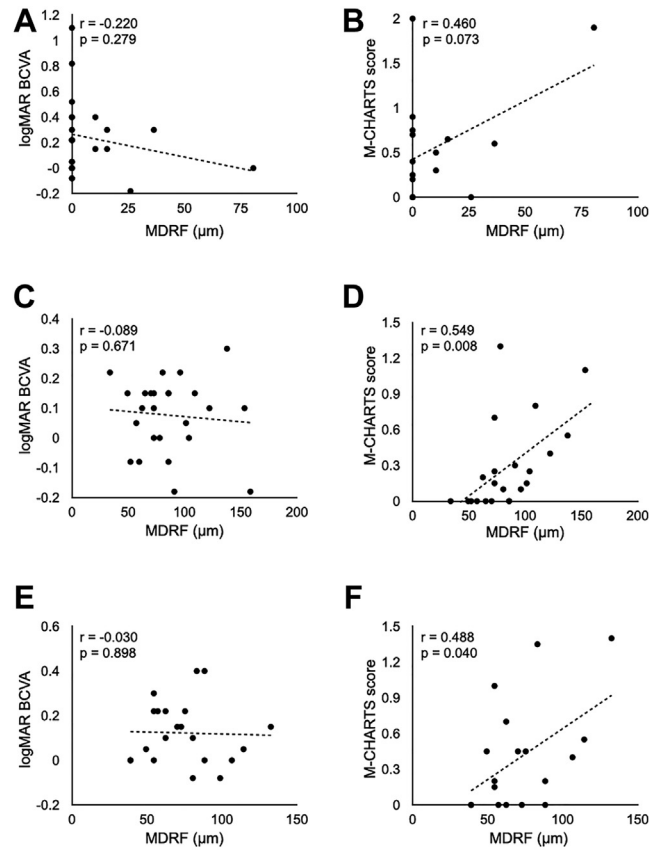 A
B
r = -0.220
p = 0.279
logMAR BCVA
1.2
1
0.8
0.6
0.4
0.2
-0
-0.2
0
25
50
75
100
MDRF (µm)
r = 0.460
p = 0.073
M-CHARTS score
2
1.5
1
0.5
0
0
25
50
75
100
MDRF (µm)
C
D
r = -0.089
p = 0.671
logMAR BCVA
0.4
0.3
0.2
0.1
0
-0.1
-0.2
0
50
100
150
200
MDRF (µm)
r = 0.549
p = 0.008
M-CHARTS score
1.5
1.2
0.9
0.6
0.3
0
0
50
100
150
200
MDRF (µm)
E
F
r = -0.030
p = 0.898
logMAR BCVA
0.6
0.4
0.2
0
-0.2
0
50
100
150
MDRF (µm)
r = 0.488
p = 0.040
M-CHARTS score
1.5
1.2
0.9
0.6
0.3
0
0
50
100
150
MDRF (µm)